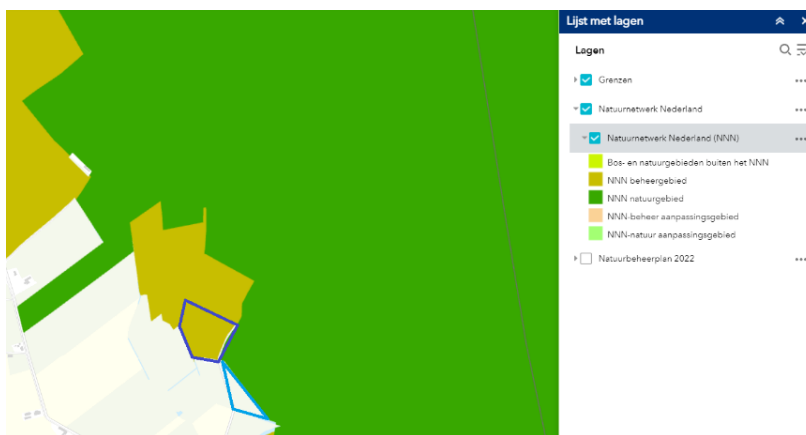 Lijst met lagen
Lagen
Grenzen
Natuurnetwerk Nederland
Natuurnetwerk Nederland (NNN)
Bos- en natuurgebieden buiten het NNN
NNN beheergebied
NNN natuurgebied
NNN-beheer aanpassingsgebied
NNN-natuur aanpassingsgebied
Natuurbeheerplan 2022